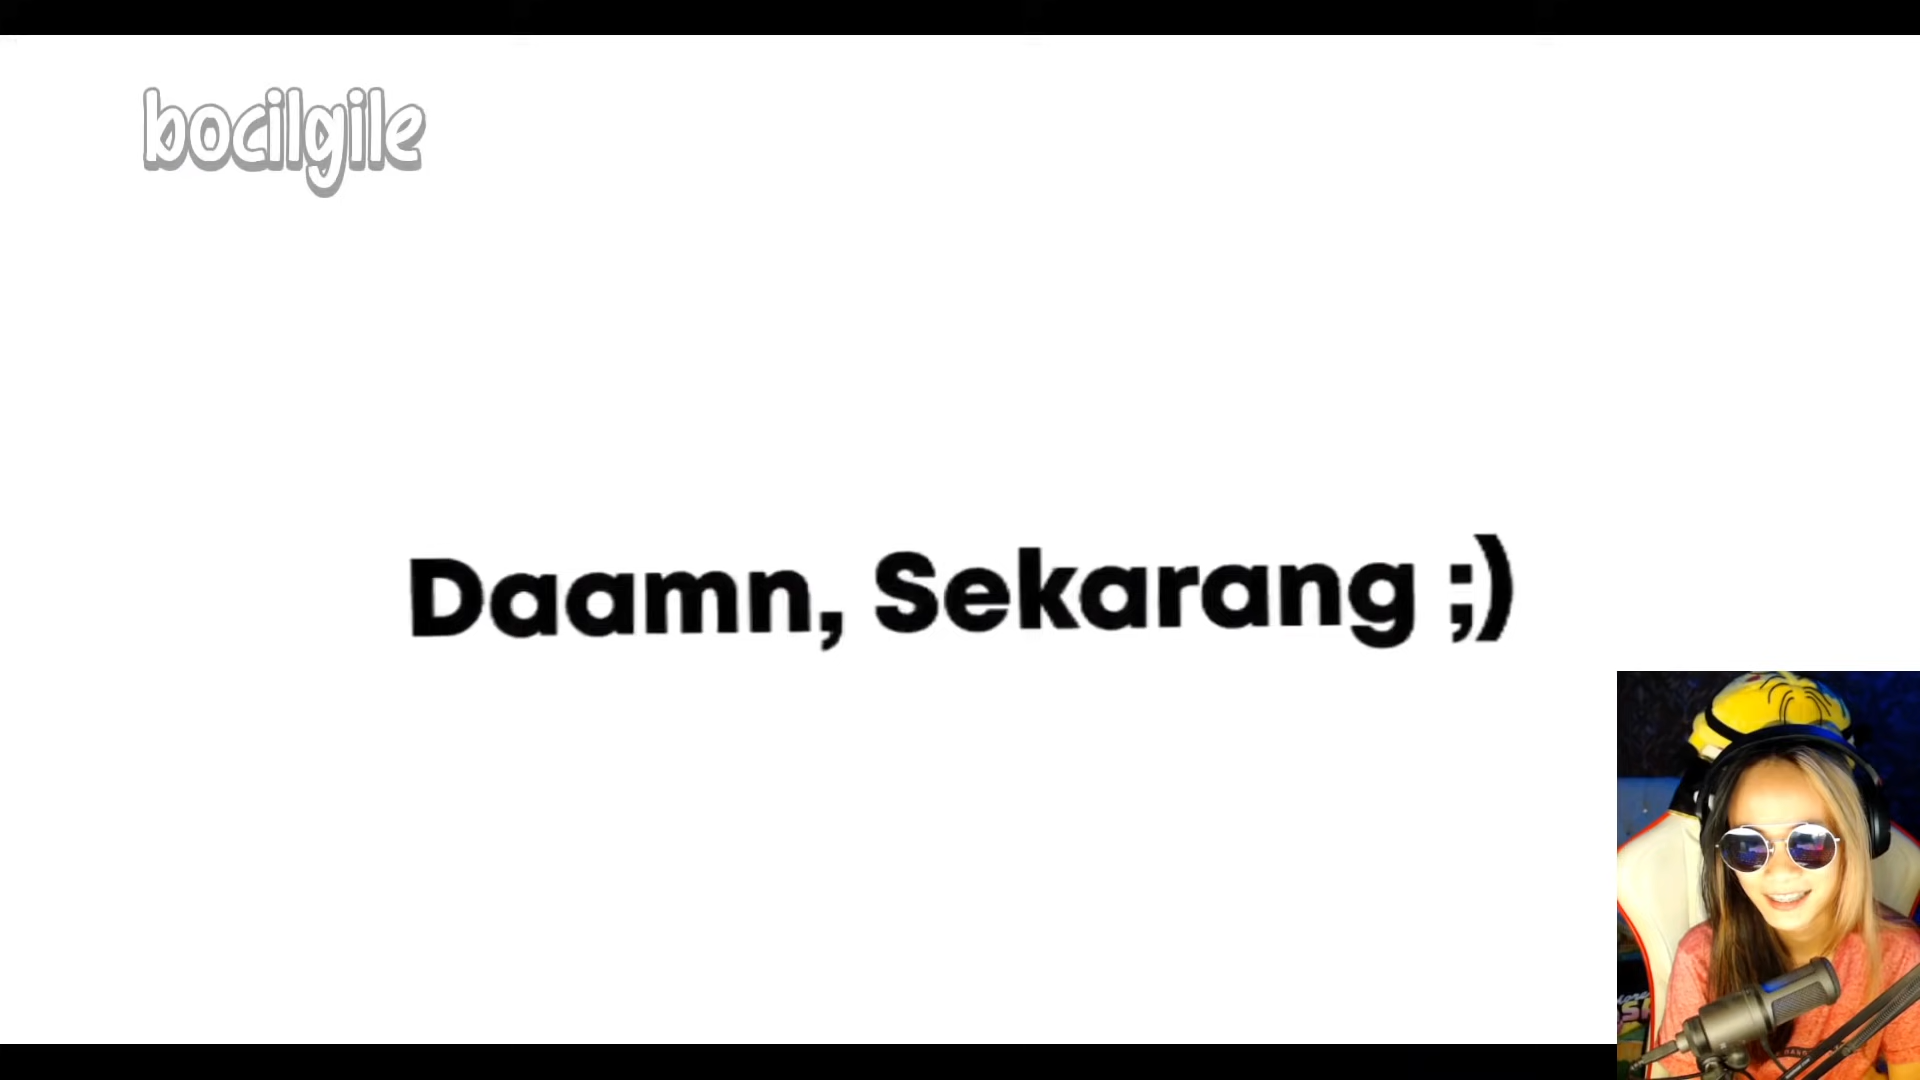 bocilgile
Daamn, Sekarang ;)